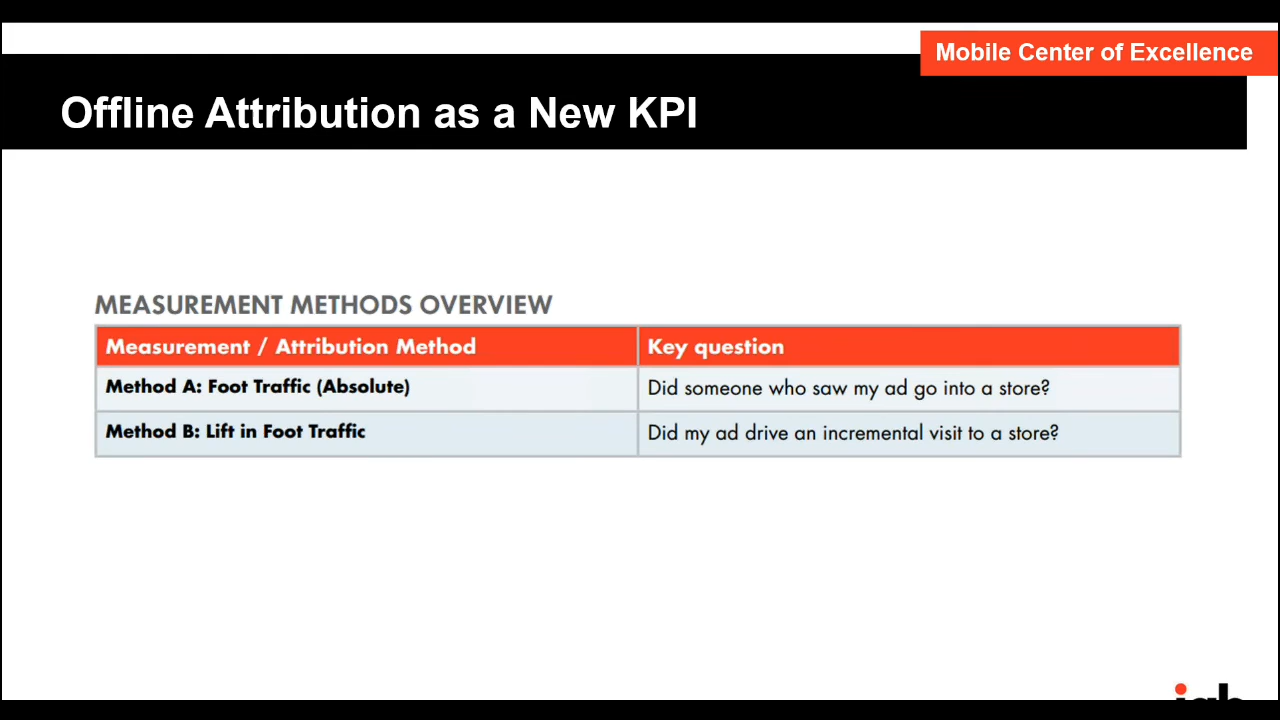 Mobile Center of Excellence
Offline Attribution as a New KPI
MEASUREMENT METHODS OVERVIEW
Measurement / Attribution Method Key question
Method A: Foot Traffic (Absolute) Did someone who saw my ad go into a store?
Method B: Lift in Foot Traffic Did my ad drive an incremental visit to a store?